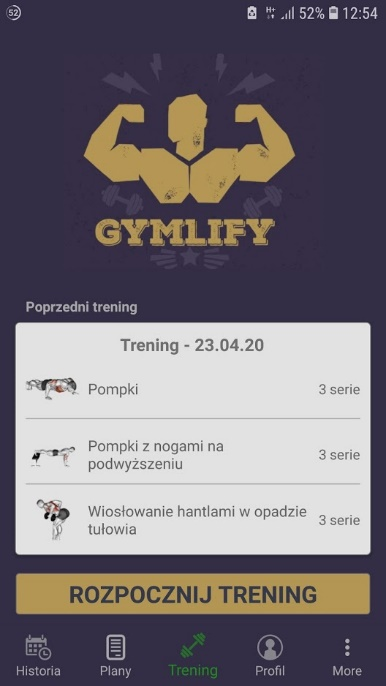 52
H+ 52% 12:54
GYMLIFY
Poprzedni trening
Trening - 23.04.20
Pompki 3 serie
Pompki z nogami na
podwyższeniu 3 serie
Wiosłowanie hantlami w opadzie
tułowia 3 serie
ROZPOCZNIJ TRENING
Historia Plany Trening Profil More